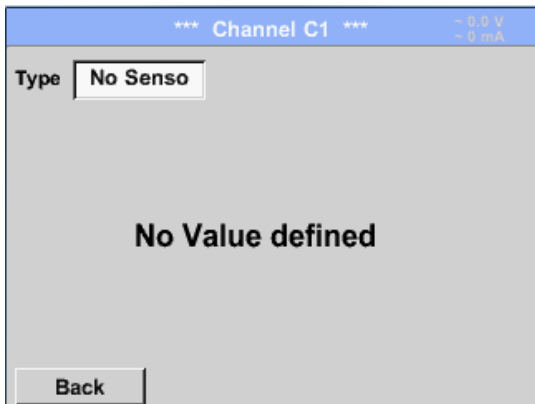 *** Channel C1 ***
~ 0.0 V
~ 0 mA
Type No Senso
No Value defined
Back